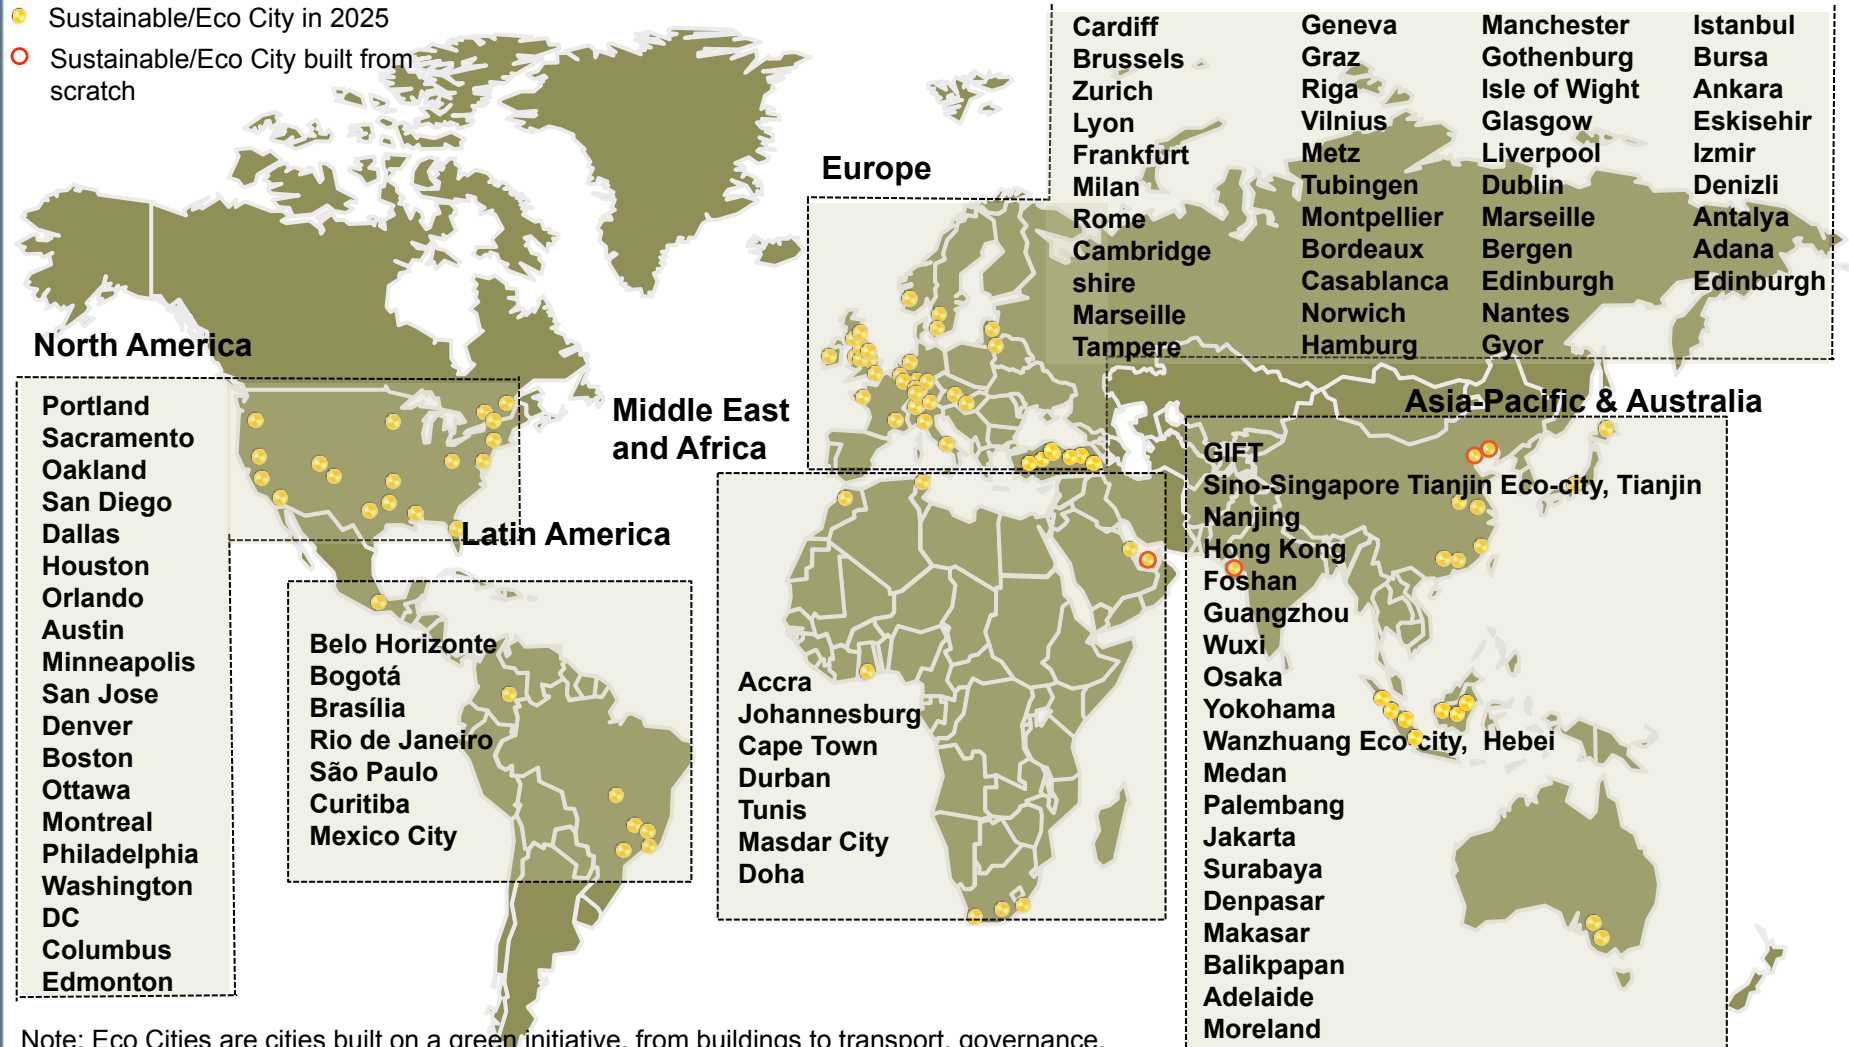 Sustainable/Eco City in 2025
Sustainable/Eco City built from
scratch
Europe
Cardiff
Brussels
Zurich
Lyon
Frankfurt
Milan
Rome
Cambridge
shire
Marseille
Tampere
Geneva
Graz
Riga
Vilnius
Metz
Tubingen
Montpellier
Bordeaux
Casablanca
Norwich
Hamburg
Manchester
Gothenburg
Isle of Wight
Glasgow
Liverpool
Dublin
Marseille
Bergen
Edinburgh
Nantes
Gyor
Istanbul
Bursa
Ankara
Eskisehir
Izmir
Denizli
Antalya
Adana
Edinburgh
North America
Portland
Sacramento
Oakland
San Diego
Dallas
Houston
Orlando
Austin
Minneapolis
San Jose
Denver
Boston
Ottawa
Montreal
Philadelphia
Washington
DC
Columbus
Edmonton
Latin America
Belo Horizonte
Bogotá
Brasília
Rio de Janeiro
São Paulo
Curitiba
Mexico City
Middle East
and Africa
Accra
Johannesburg
Cape Town
Durban
Tunis
Masdar City
Doha
Asia-Pacific & Australia
GIFT
Sino-Singapore Tianjin Eco-city, Tianjin
Nanjing
Hong Kong
Foshan
Guangzhou
Wuxi
Osaka
Yokohama
Wanzhuang Eco-city, Hebei
Medan
Palembang
Jakarta
Surabaya
Denpasar
Makasar
Balikpapan
Adelaide
Moreland
Note: Eco Cities are cities built on a green initiative, from buildings to transport, governance,